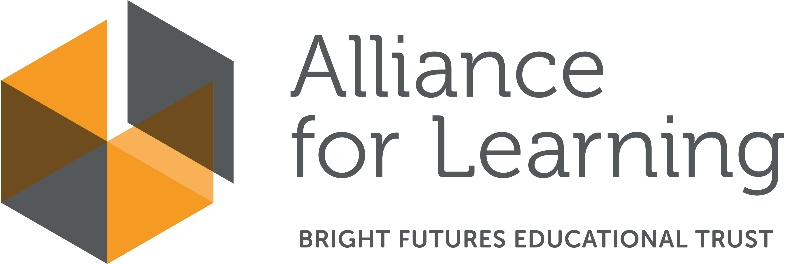 Alliance
for Learning
BRIGHT FUTURES EDUCATIONAL TRUST